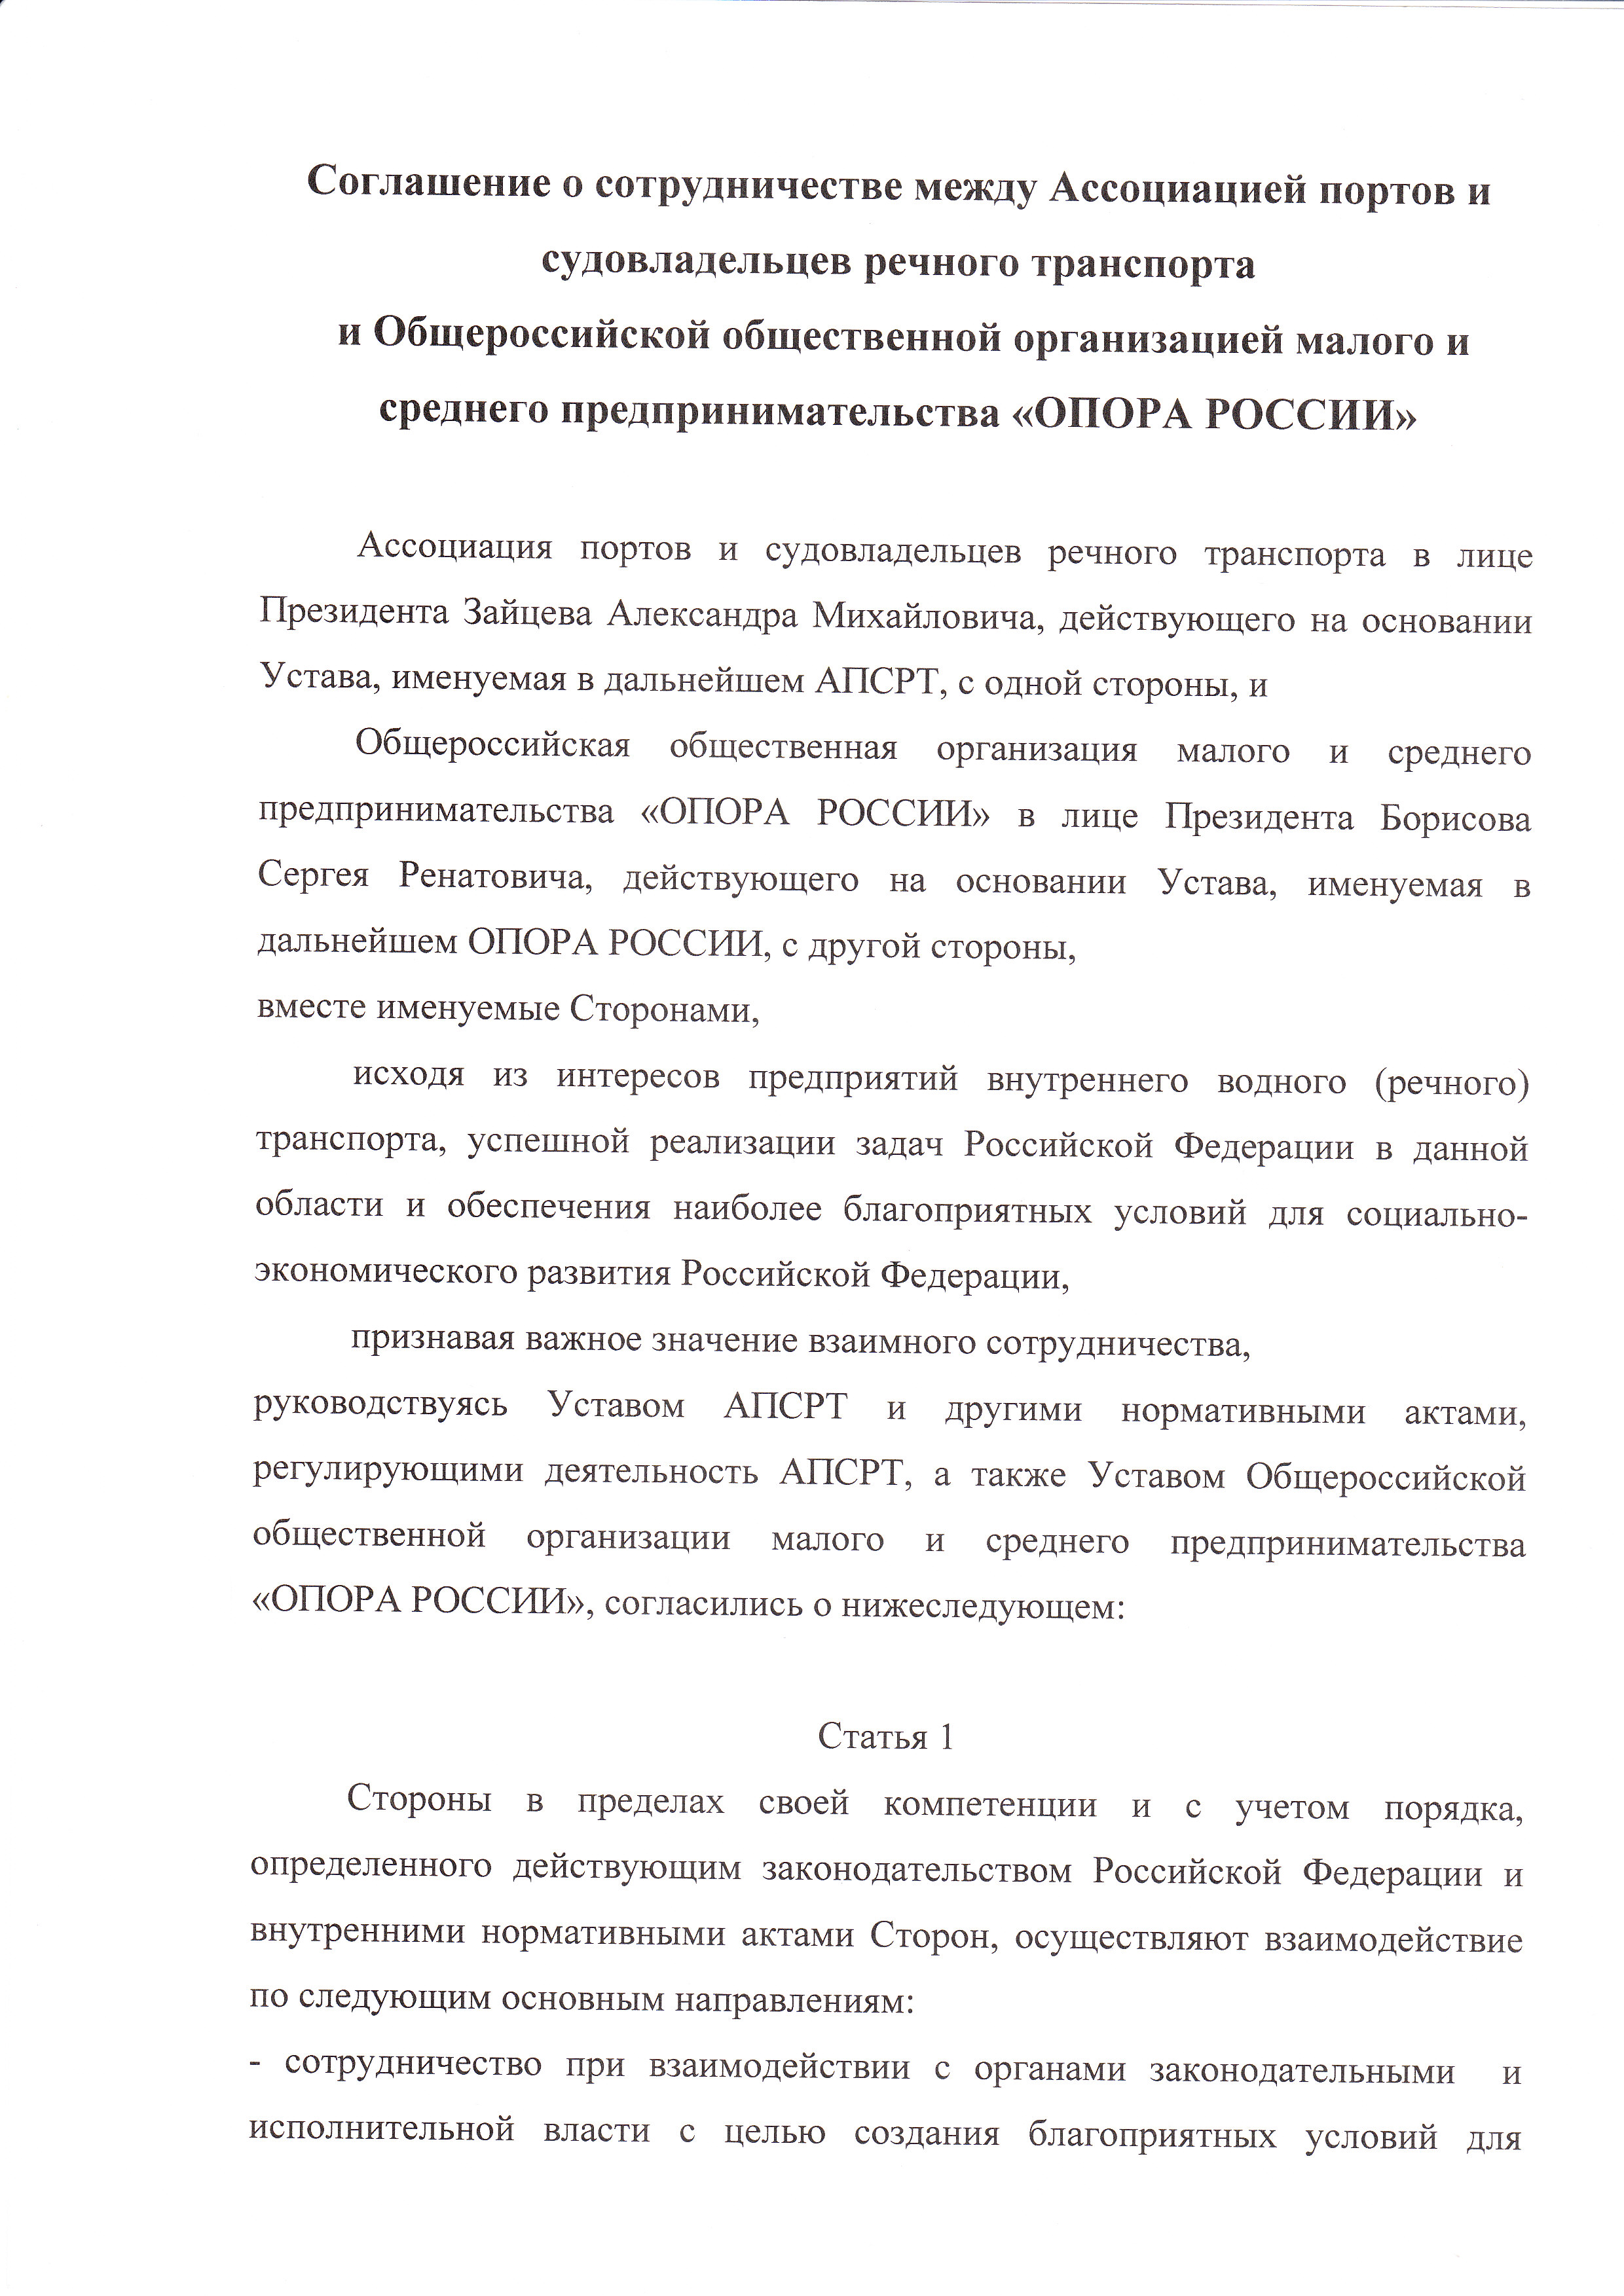 Соглашение о сотрудничестве между Ассоциацией портов и
судовладельцев речного транспорта
и Общероссийской общественной организацией малого и
среднего предпринимательства «ОПОРА РОССИИ»
Ассоциация портов и судовладельцев речного транспорта в лице
Президента Зайцева Александра Михайловича, действующего на основании
Устава, именуемая в дальнейшем АПСРТ, с одной стороны, и
Общероссийская общественная организация малого и среднего
предпринимательства «ОПОРА РОССИИ» в лице Президента Борисова
Сергея Ренатовича, действующего на основании Устава, именуемая в
дальнейшем ОПОРА РОССИИ, с другой стороны,
вместе именуемые Сторонами,
исходя из интересов предприятий внутреннего водного (речного)
транспорта, успешной реализации задач Российской Федерации в данной
области и обеспечения наиболее благоприятных условий для социально-
экономического развития Российской Федерации,
признавая важное значение взаимного сотрудничества,
руководствуясь Уставом АПСРТ и другими нормативными актами,
регулирующими деятельность АПСРТ, а также Уставом Общероссийской
общественной организации малого и среднего предпринимательства
«ОПОРА РОССИИ», согласились о нижеследующем:
Статья 1
Стороны в пределах своей компетенции и с учетом порядка,
определенного действующим законодательством Российской Федерации и
внутренними нормативными актами Сторон, осуществляют взаимодействие
по следующим основным направлениям:
- сотрудничество при взаимодействии с органами законодательными и
исполнительной власти с целью создания благоприятных условий для